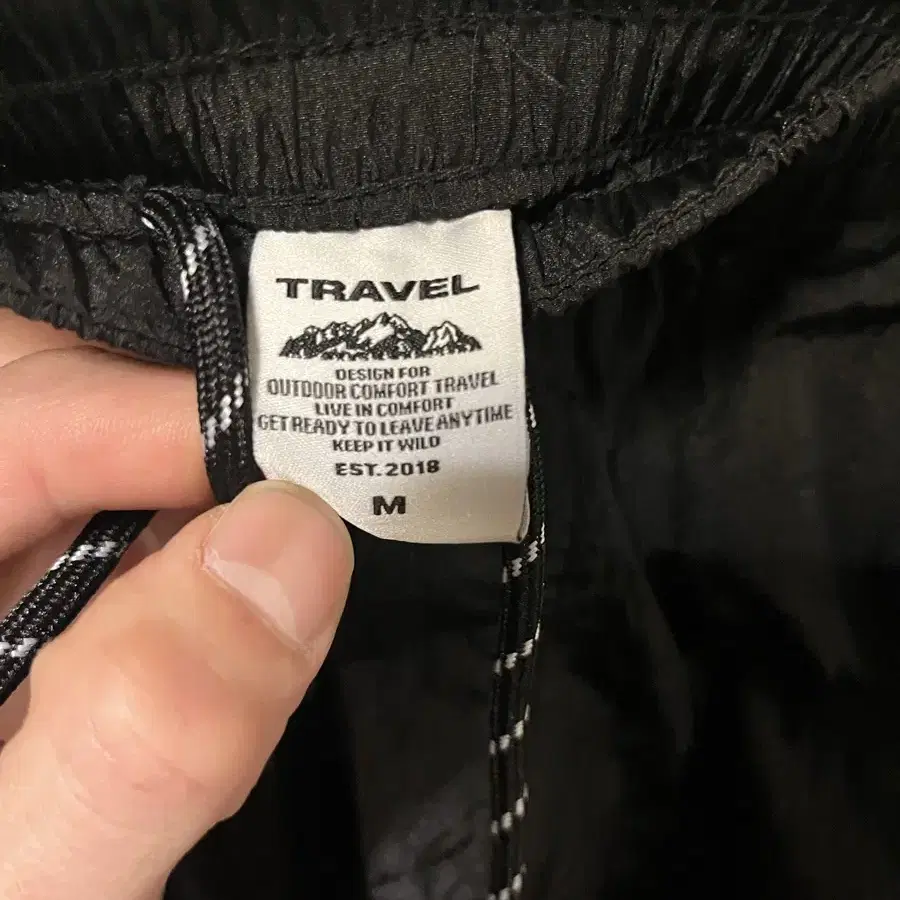 TRAVEL
DESIGN FOR
OUTDOOR COMFORT TRAVEL
LIVE IN COMFORT
GET READY TO LEAVE ANYTIME
KEEP IT WILD
EST. 2018
M